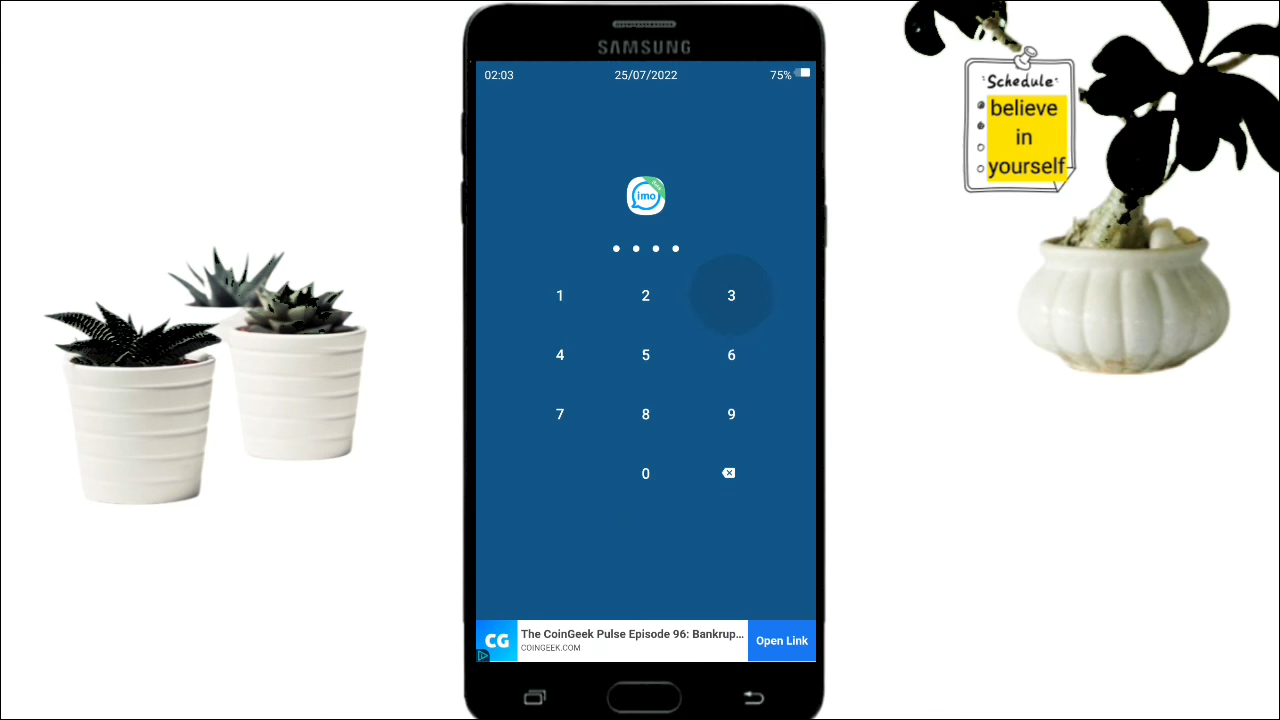 SAMSUNG
02:03 25/07/2022 75%
imo
1 2 3
4 5 6
7 8 9
0
CG The CoinGeek Pulse Episode 96: Bankrup... Open Link
COINGEEK.COM
Schedule
believe
in
yourself